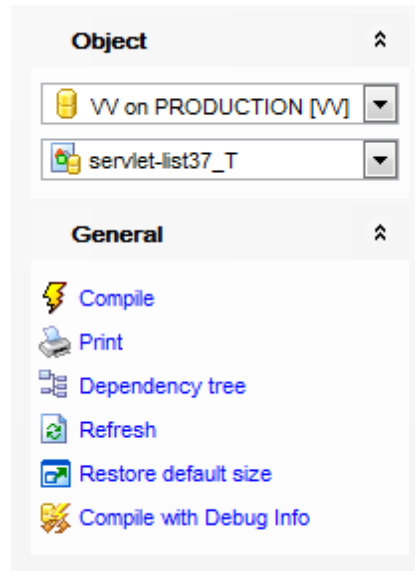 Object
VV on PRODUCTION [VV]
servlet-list37_T
General
Compile
Print
Dependency tree
Refresh
Restore default size
Compile with Debug Info